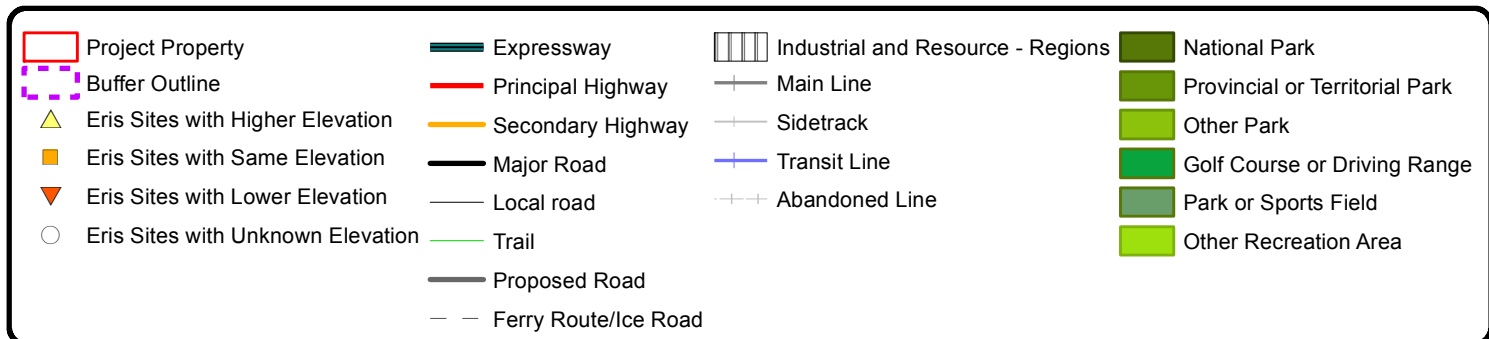 Project Property
Buffer Outline
Eris Sites with Higher Elevation
Eris Sites with Same Elevation
Eris Sites with Lower Elevation
Eris Sites with Unknown Elevation
Expressway
Principal Highway
Secondary Highway
Major Road
Local road
Trail
Proposed Road
Ferry Route/Ice Road
Industrial and Resource - Regions
Main Line
Sidetrack
Transit Line
Abandoned Line
National Park
Provincial or Territorial Park
Other Park
Golf Course or Driving Range
Park or Sports Field
Other Recreation Area